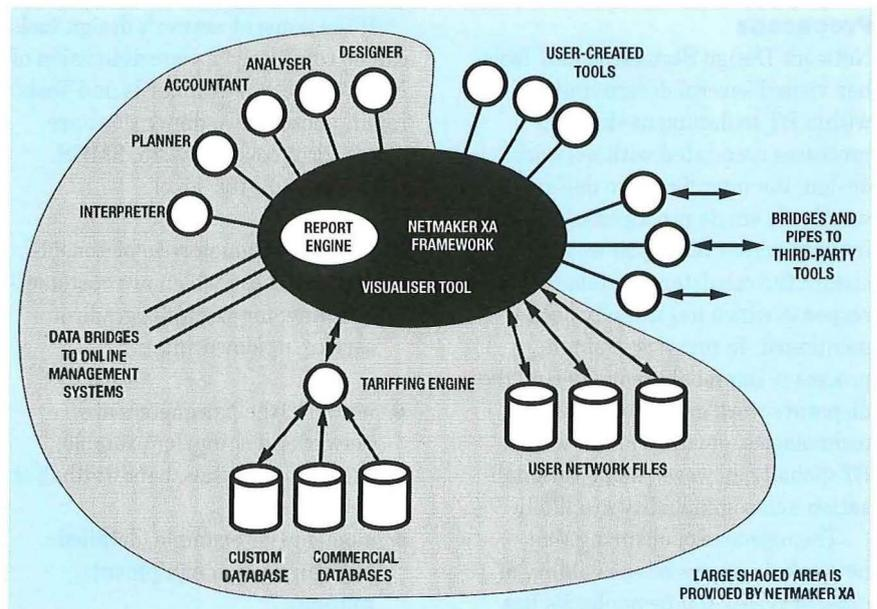 DESIGNER
ANALYSER
ACCOUNTANT
PLANNER
INTERPRETER
USER-CREATED
TOOLS
REPORT
ENGINE
NETMAKER XA
FRAMEWORK
VISUALISER TOOL
BRIDGES AND
PIPES TO
THIRD-PARTY
TOOLS
DATA BRIDGES
TO ONLINE
MANAGEMENT
SYSTEMS
TARIFFING ENGINE
USER NETWORK FILES
CUSTOM
DATABASE
COMMERCIAL
DATABASES
LARGE SHAOED AREA IS
PROVIOED BY NETMAKER XA